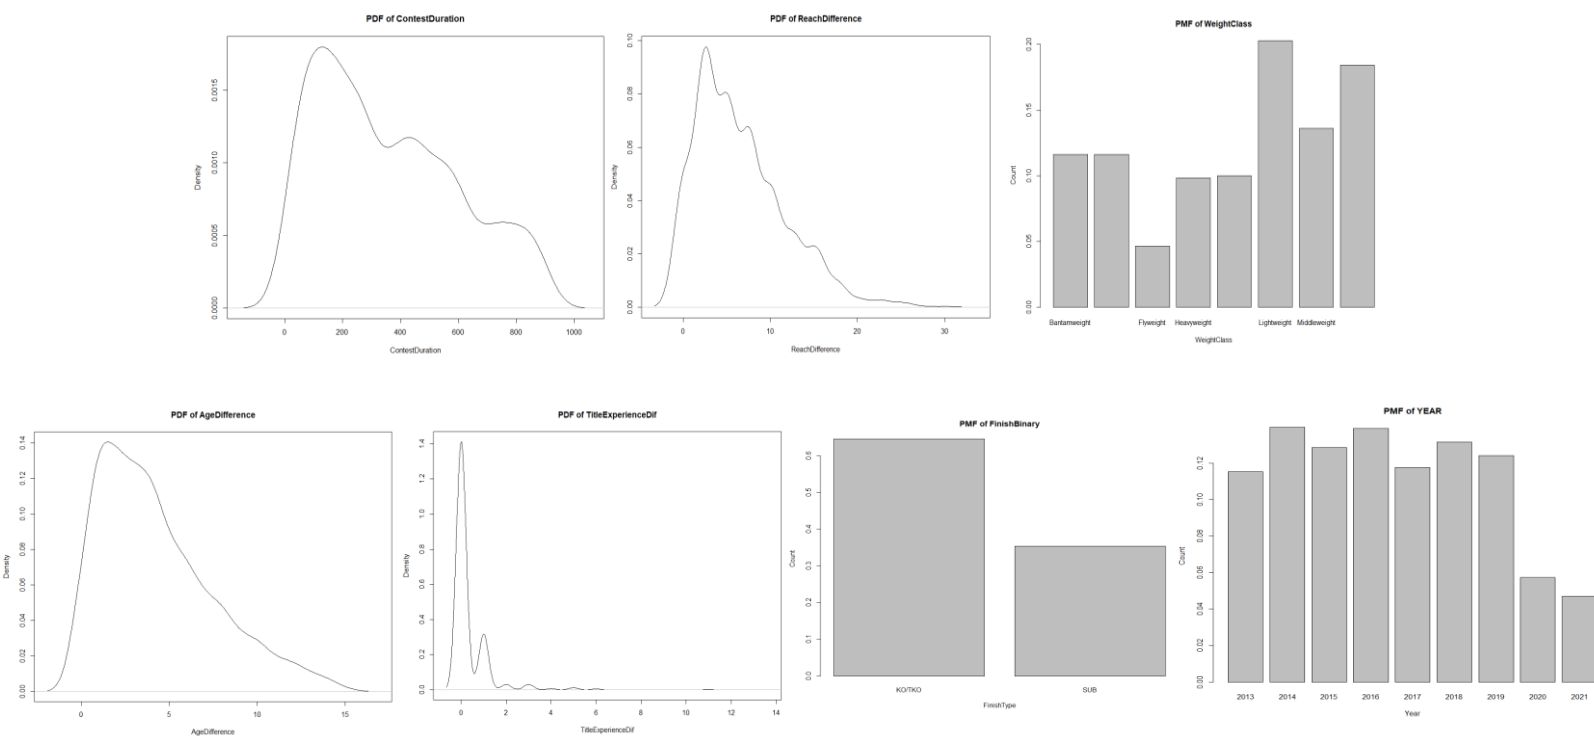 PDF of ContestDuration
Density
0.0000 0.0005 0.0010 0.0015
0 200 400 600 800 1000
ContestDuration
PDF of ReachDifference
Density
0.00 0.02 0.04 0.06 0.08 0.10
0 10 20 30
ReachDifference
PMF of WeightClass
Count
0.00 0.05 0.10 0.15 0.20
Bantamweight Flyweight Heavyweight Lightweight Middleweight
WeightClass
PDF of AgeDifference
Density
0.00 0.02 0.04 0.06 0.08 0.10 0.12 0.14
0 5 10 15
AgeDifference
PDF of TitleExperienceDif
Density
0.0 0.2 0.4 0.6 0.8 1.0 1.2 1.4
0 2 4 6 8 10 12 14
TitleExperienceDif
PMF of FinishBinary
Count
0.0 0.1 0.2 0.3 0.4 0.5 0.6
KO/TKO SUB
FinishType
PMF of YEAR
Count
0.00 0.02 0.04 0.06 0.08 0.10 0.12
2013 2014 2015 2016 2017 2018 2019 2020 2021
Year